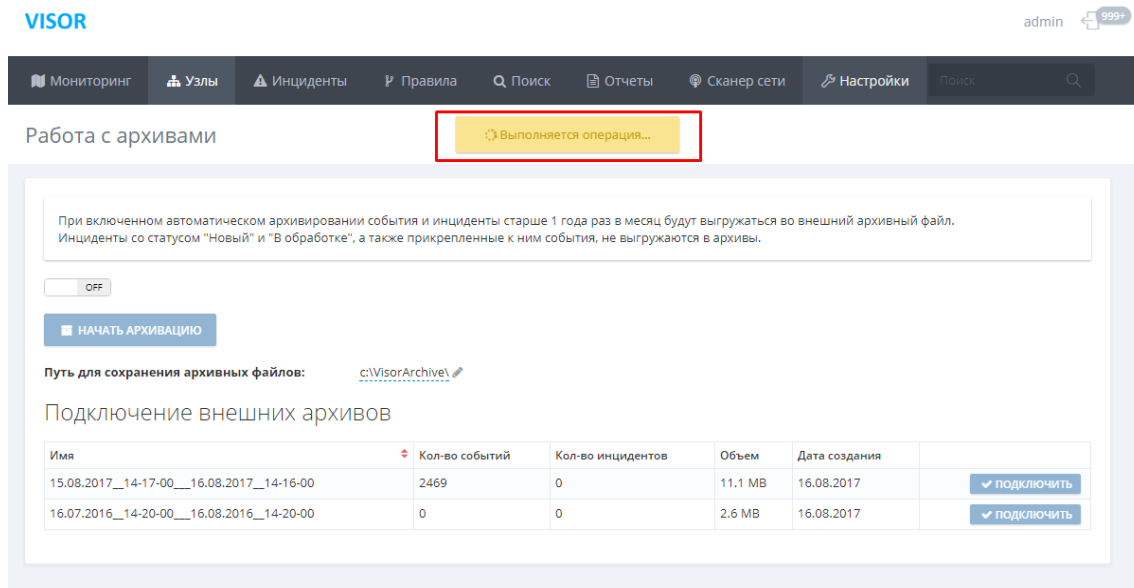 VISOR
admin
999+
Мониторинг Узлы Инциденты Правила Поиск Отчеты Сканер сети Настройки Поиск
Работа с архивами
Выполняется операция...
При включенном автоматическом архивировании события и инциденты старше 1 года раз в месяц будут выгружаться во внешний архивный файл.
Инциденты со статусом "Новый" и "В обработке", а также прикрепленные к ним события, не выгружаются в архивы.
OFF
НАЧАТЬ АРХИВАЦИЮ
Путь для сохранения архивных файлов: c:\VisorArchive\
Подключение внешних архивов
Имя Кол-во событий Кол-во инцидентов Объем Дата создания
15.08.2017__14-17-00___16.08.2017__14-16-00 2469 0 11.1 MB 16.08.2017 ПОДКЛЮЧИТЬ
16.07.2016__14-20-00___16.08.2016__14-20-00 0 0 2.6 MB 16.08.2017 ПОДКЛЮЧИТЬ